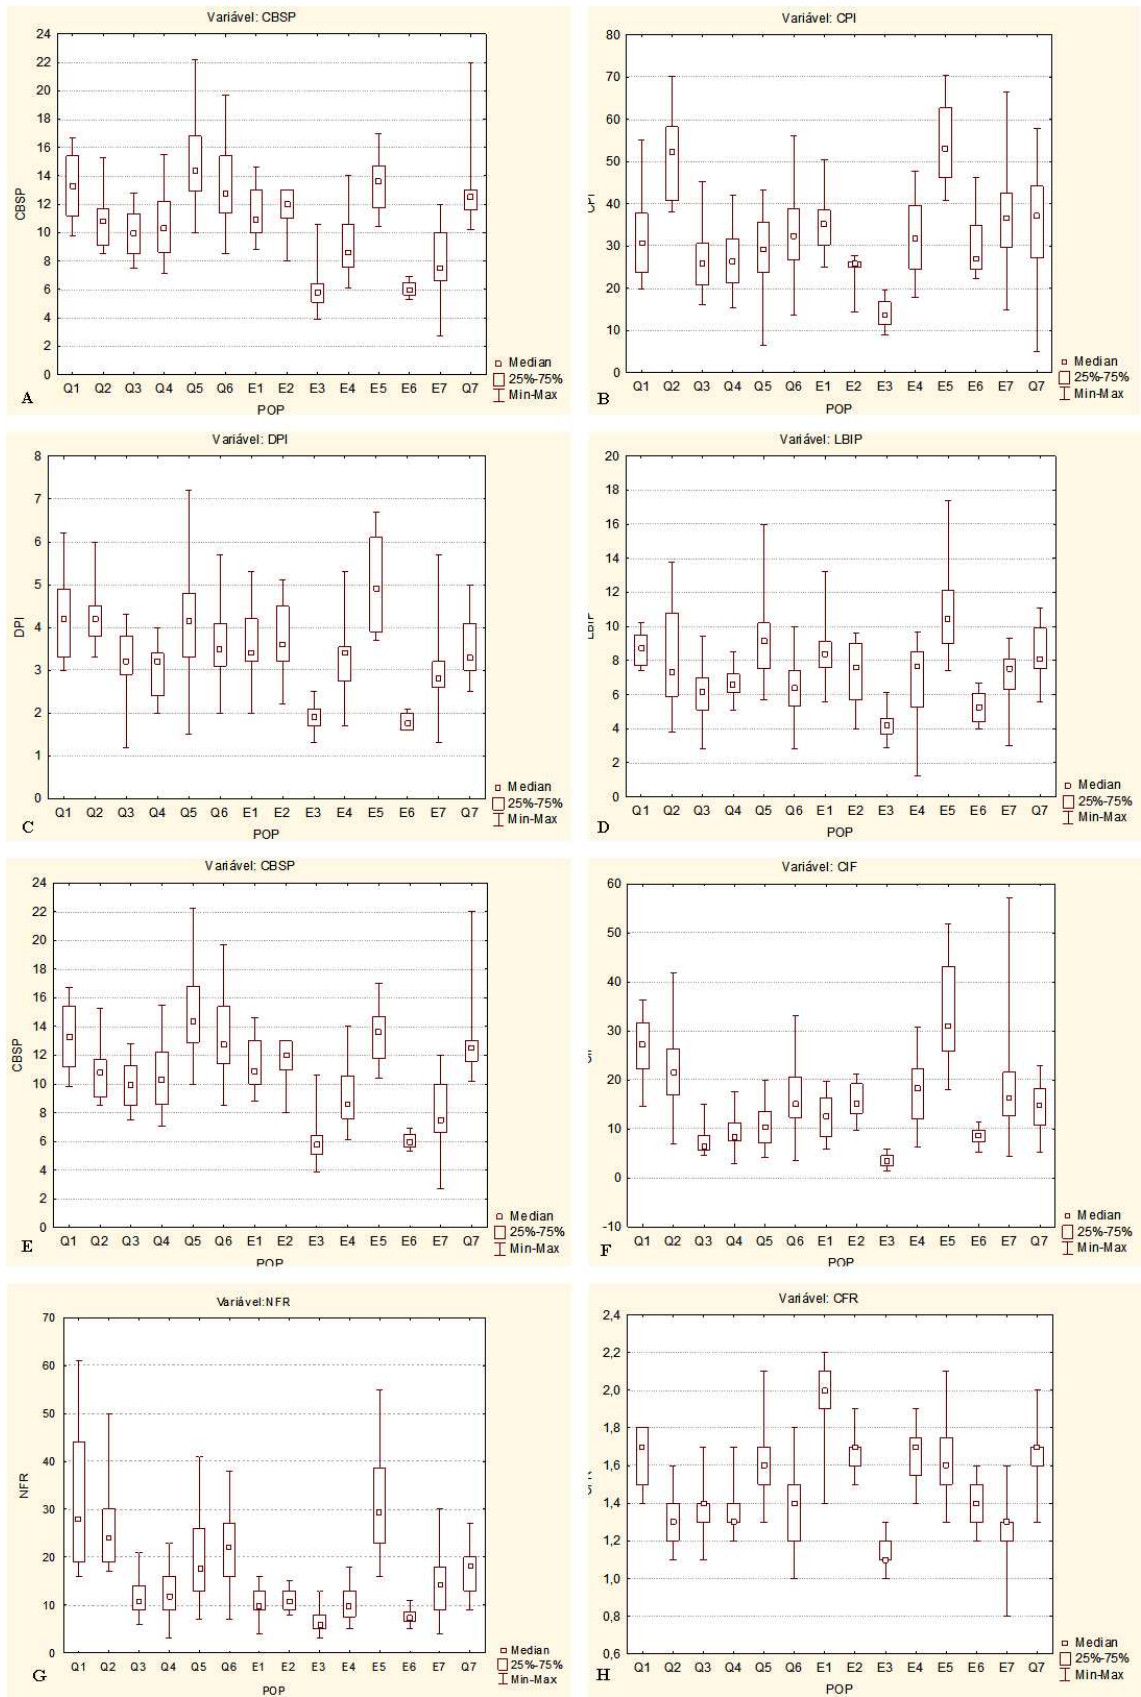 Variável: CBSP
24
22
20
18
16
14
12
10
8
6
4
2
0
CBSP
Q1 Q2 Q3 Q4 Q5 Q6 E1 E2 E3 E4 E5 E6 E7 Q7
POP
A
Median
25%-75%
Min-Max
Variável: CPI
80
70
60
50
40
30
20
10
0
CPI
Q1 Q2 Q3 Q4 Q5 Q6 E1 E2 E3 E4 E5 E6 E7 Q7
POP
B
Median
25%-75%
Min-Max
Variável: DPI
8
7
6
5
4
3
2
1
0
DPI
Q1 Q2 Q3 Q4 Q5 Q6 E1 E2 E3 E4 E5 E6 E7 Q7
POP
C
Median
25%-75%
Min-Max
Variável: LBIP
20
18
16
14
12
10
8
6
4
2
0
LBIP
Q1 Q2 Q3 Q4 Q5 Q6 E1 E2 E3 E4 E5 E6 E7 Q7
POP
D
Median
25%-75%
Min-Max
Variável: CBSP
24
22
20
18
16
14
12
10
8
6
4
2
0
CBSP
Q1 Q2 Q3 Q4 Q5 Q6 E1 E2 E3 E4 E5 E6 E7 Q7
POP
E
Median
25%-75%
Min-Max
Variável: CIF
60
50
40
30
20
10
0
-10
CIF
Q1 Q2 Q3 Q4 Q5 Q6 E1 E2 E3 E4 E5 E6 E7 Q7
POP
F
Median
25%-75%
Min-Max
Variável:NFR
70
60
50
40
30
20
10
0
NFR
Q1 Q2 Q3 Q4 Q5 Q6 E1 E2 E3 E4 E5 E6 E7 Q7
POP
G
Median
25%-75%
Min-Max
Variável: CFR
2,4
2,2
2,0
1,8
1,6
1,4
1,2
1,0
0,8
0,6
CFR
Q1 Q2 Q3 Q4 Q5 Q6 E1 E2 E3 E4 E5 E6 E7 Q7
POP
H
Median
25%-75%
Min-Max